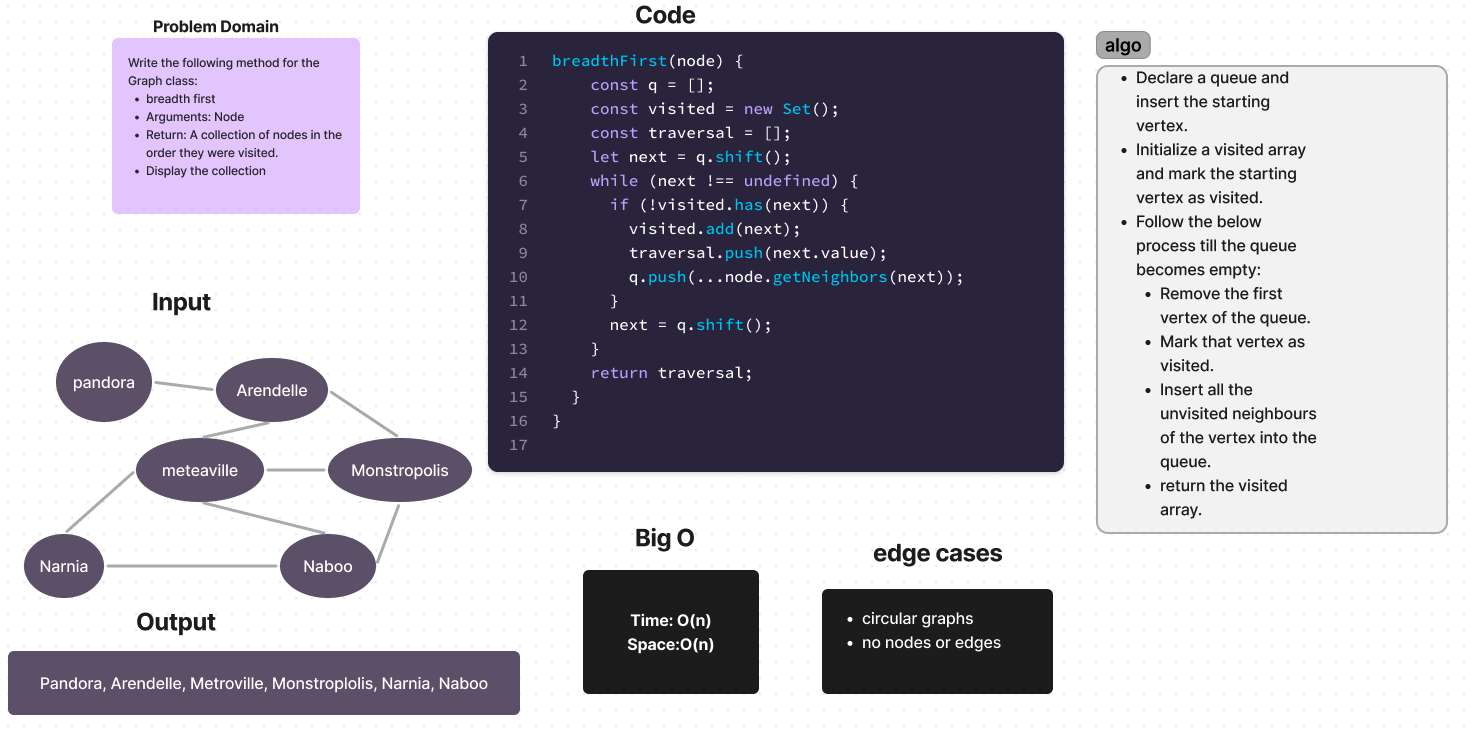 Problem Domain
Write the following method for the
Graph class:
• breadth first
• Arguments: Node
• Return: A collection of nodes in the
order they were visited.
• Display the collection
Input
pandora
Arendelle
meteaville
Monstropolis
Narnia
Naboo
Output
Pandora, Arendelle, Metroville, Monstroplolis, Narnia, Naboo
Code
1 breadthFirst(node) {
2 const q = [];
3 const visited = new Set();
4 const traversal = [];
5 let next = q.shift();
6 while (next !== undefined) {
7 if (!visited.has(next)) {
8 visited.add(next);
9 traversal.push(next.value);
10 q.push(...node.getNeighbors(next));
11 }
12 next = q.shift();
13 }
14 return traversal;
15 }
16 }
17
Big O
Time: O(n)
Space:O(n)
edge cases
• circular graphs
• no nodes or edges
algo
• Declare a queue and
insert the starting
vertex.
• Initialize a visited array
and mark the starting
vertex as visited.
• Follow the below
process till the queue
becomes empty:
• Remove the first
vertex of the queue.
• Mark that vertex as
visited.
• Insert all the
unvisited neighbours
of the vertex into the
queue.
• return the visited
array.